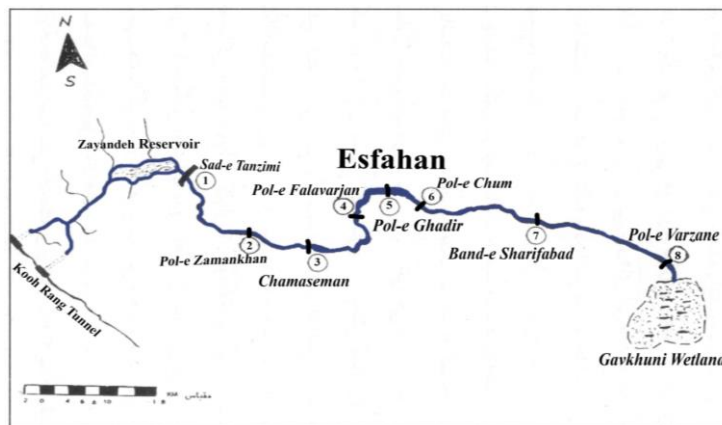 N
S
Zayandeh Reservoir
Sad-e Tanzimi
1
Esfahan
Pol-e Chum
6
Pol-e Falavarjan
4
5
Pol-e Ghadir
2
Pol-e Zamankhan
3
Chamaseman
7
Band-e Sharifabad
Pol-e Varzane
8
Kooh Rang Tunnel
Gavkhuni Wetland
مقیاس